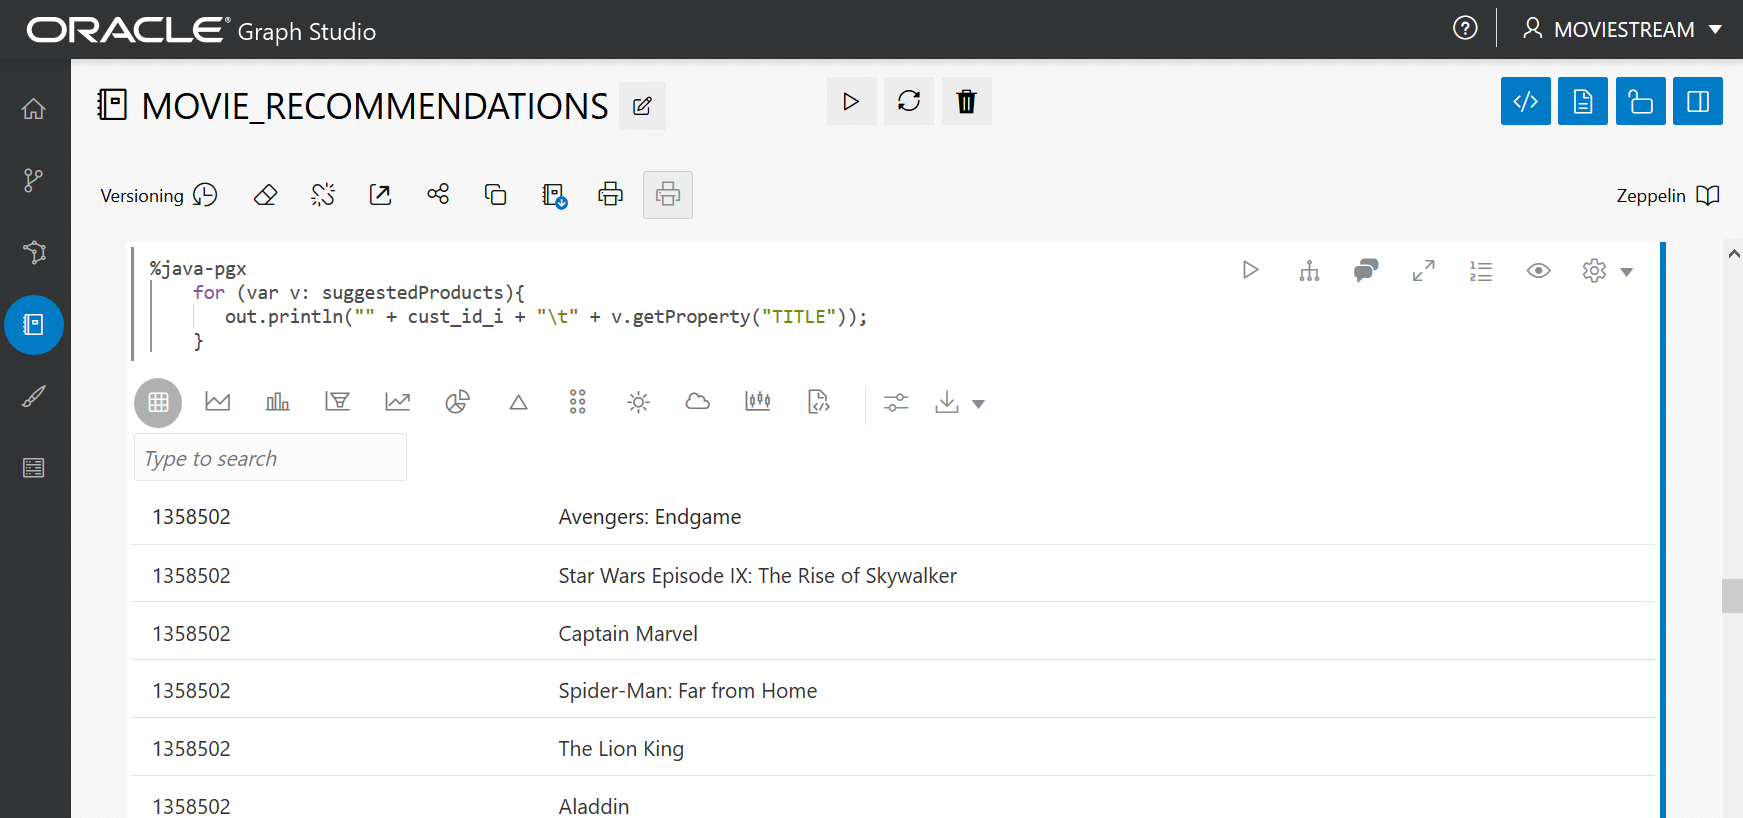 ORACLE® Graph Studio
MOVIESTREAM
MOVIE_RECOMMENDATIONS
Versioning
Zeppelin
%java-pgx
for (var v: suggestedProducts){
out.println("" + cust_id_i + "\t" + v.getProperty("TITLE"));
}
Type to search
1358502 Avengers: Endgame
1358502 Star Wars Episode IX: The Rise of Skywalker
1358502 Captain Marvel
1358502 Spider-Man: Far from Home
1358502 The Lion King
1358502 Aladdin